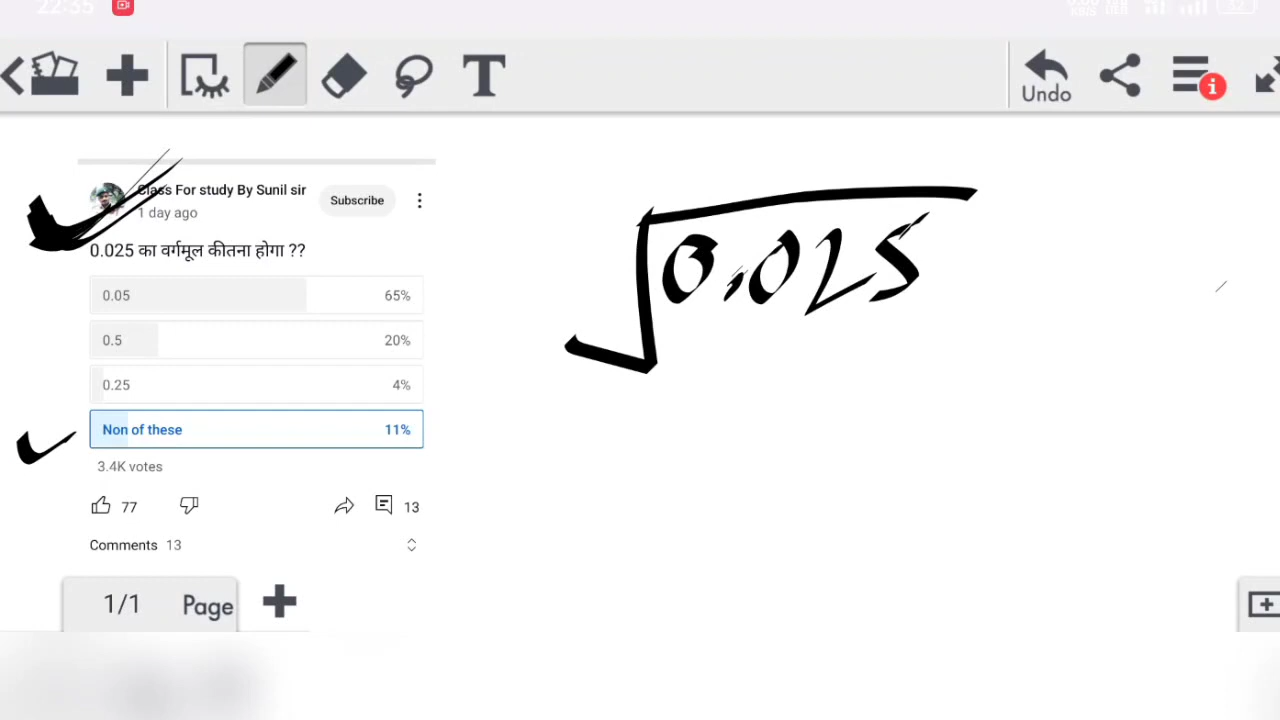 22:35
T
Undo
Class For study By Sunil sir
Subscribe
1 day ago
0.025 का वर्गमूल कीतना होगा ??
0.05 65%
0.5 20%
0.25 4%
Non of these 11%
3.4K votes
77
13
Comments 13
√0.025
1/1 Page